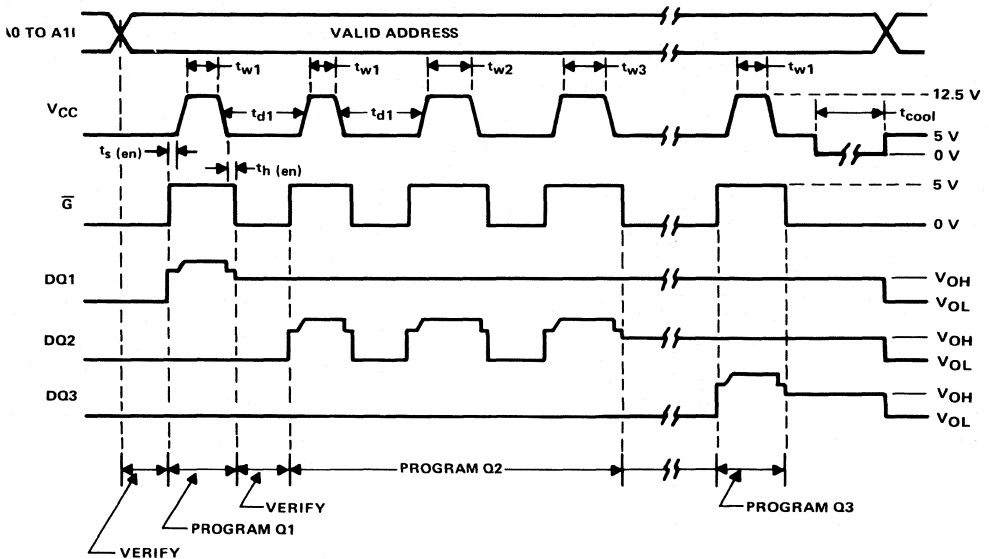 A0 TO A11
VALID ADDRESS
tw1
tw1
tw2
tw3
tw1
12.5 V
VCC
td1
td1
tcool
5 V
ts (en)
0 V
th (en)
G
5 V
0 V
DQ1
VOH
VOL
DQ2
VOH
VOL
DQ3
VOH
VOL
PROGRAM Q2
VERIFY
PROGRAM Q3
PROGRAM Q1
VERIFY